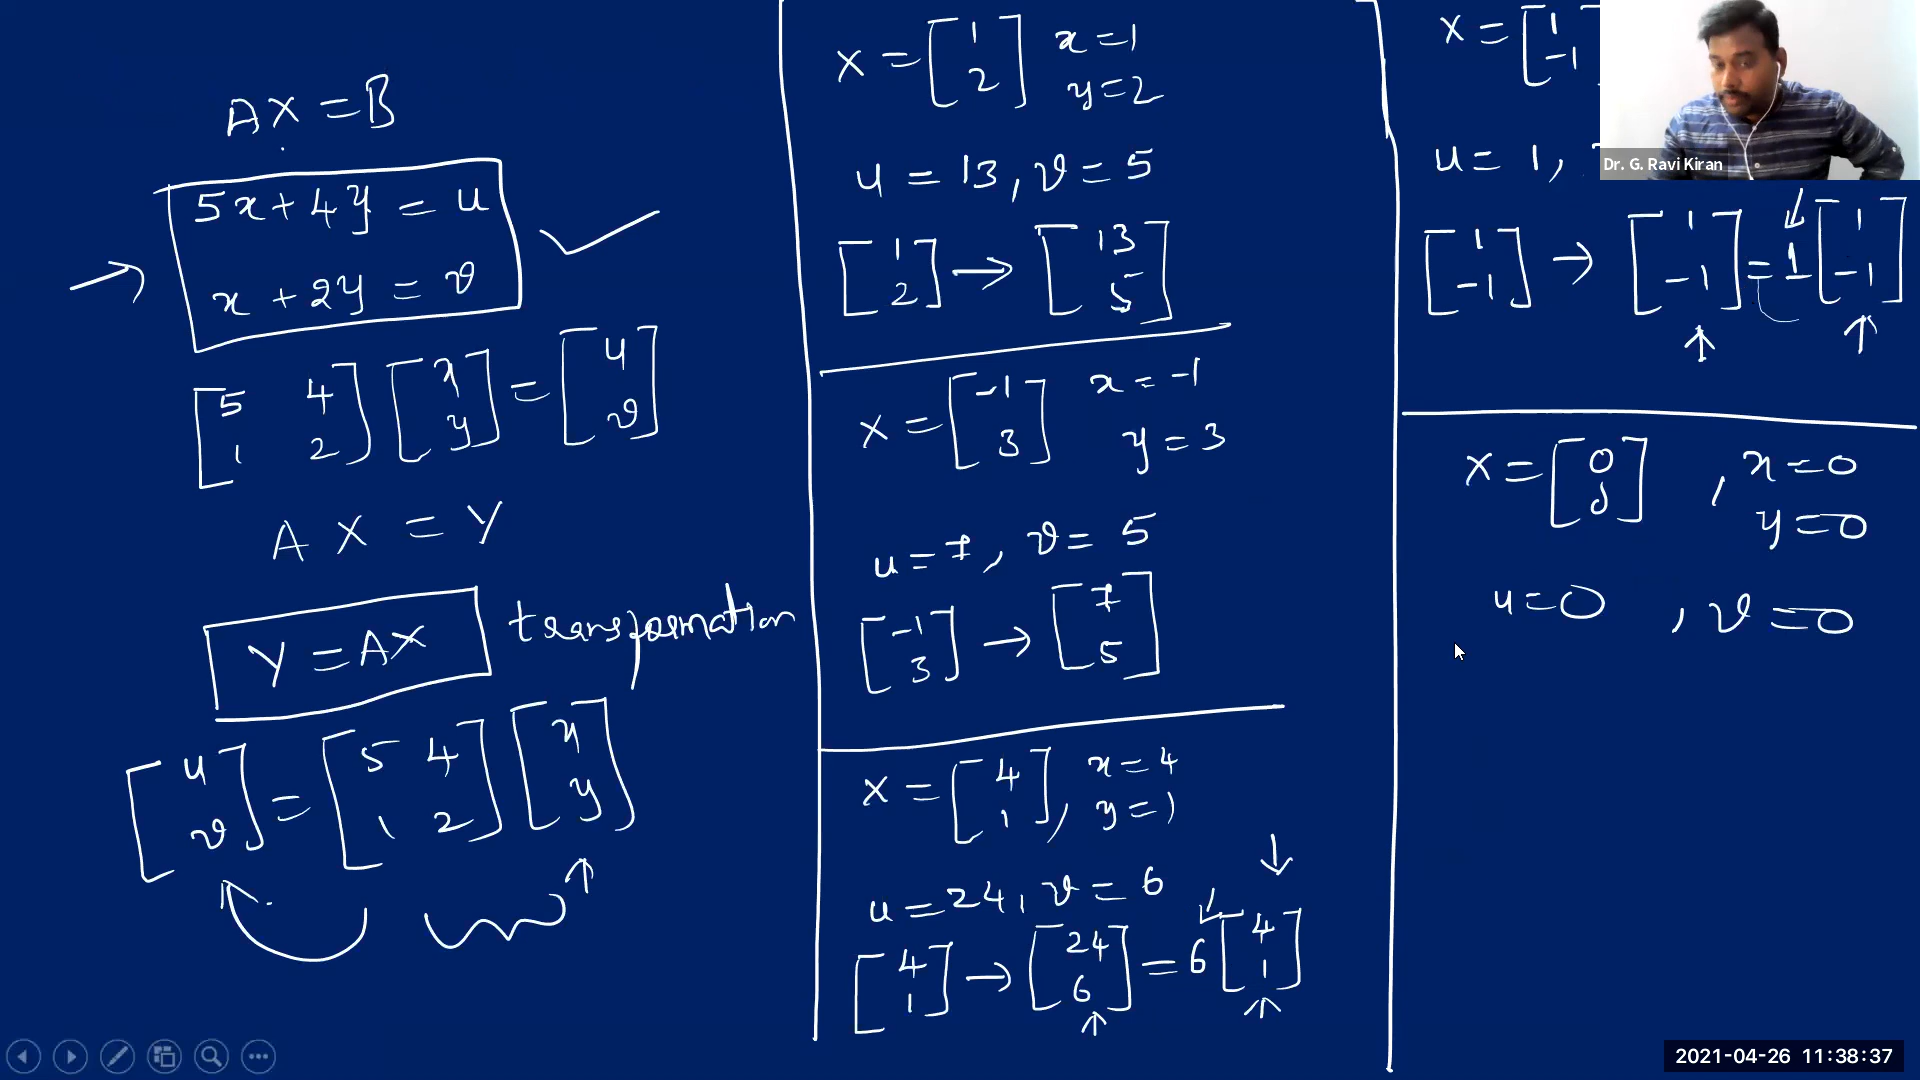 AX = B
5x + 4y = u
x + 2y = v
[5 4
1 2] [x
y] = [u
v]
A X = Y
Y = AX transformation
[u
v] = [5 4
1 2] [x
y]
X = [1
2] x = 1
y = 2
u = 13, v = 5
[1
2] → [13
5]
X = [-1
3] x = -1
y = 3
u = 7, v = 5
[-1
3] → [7
5]
X = [4
1], x = 4
y = 1
u = 24, v = 6
[4
1] → [24
6] = 6 [4
1]
X = [1
-1]
u = 1,
[1
-1] → [1
-1] = 1 [1
-1]
X = [0
0], x = 0
y = 0
u = 0, v = 0
Dr. G. Ravi Kiran
2021-04-26 11:38:37